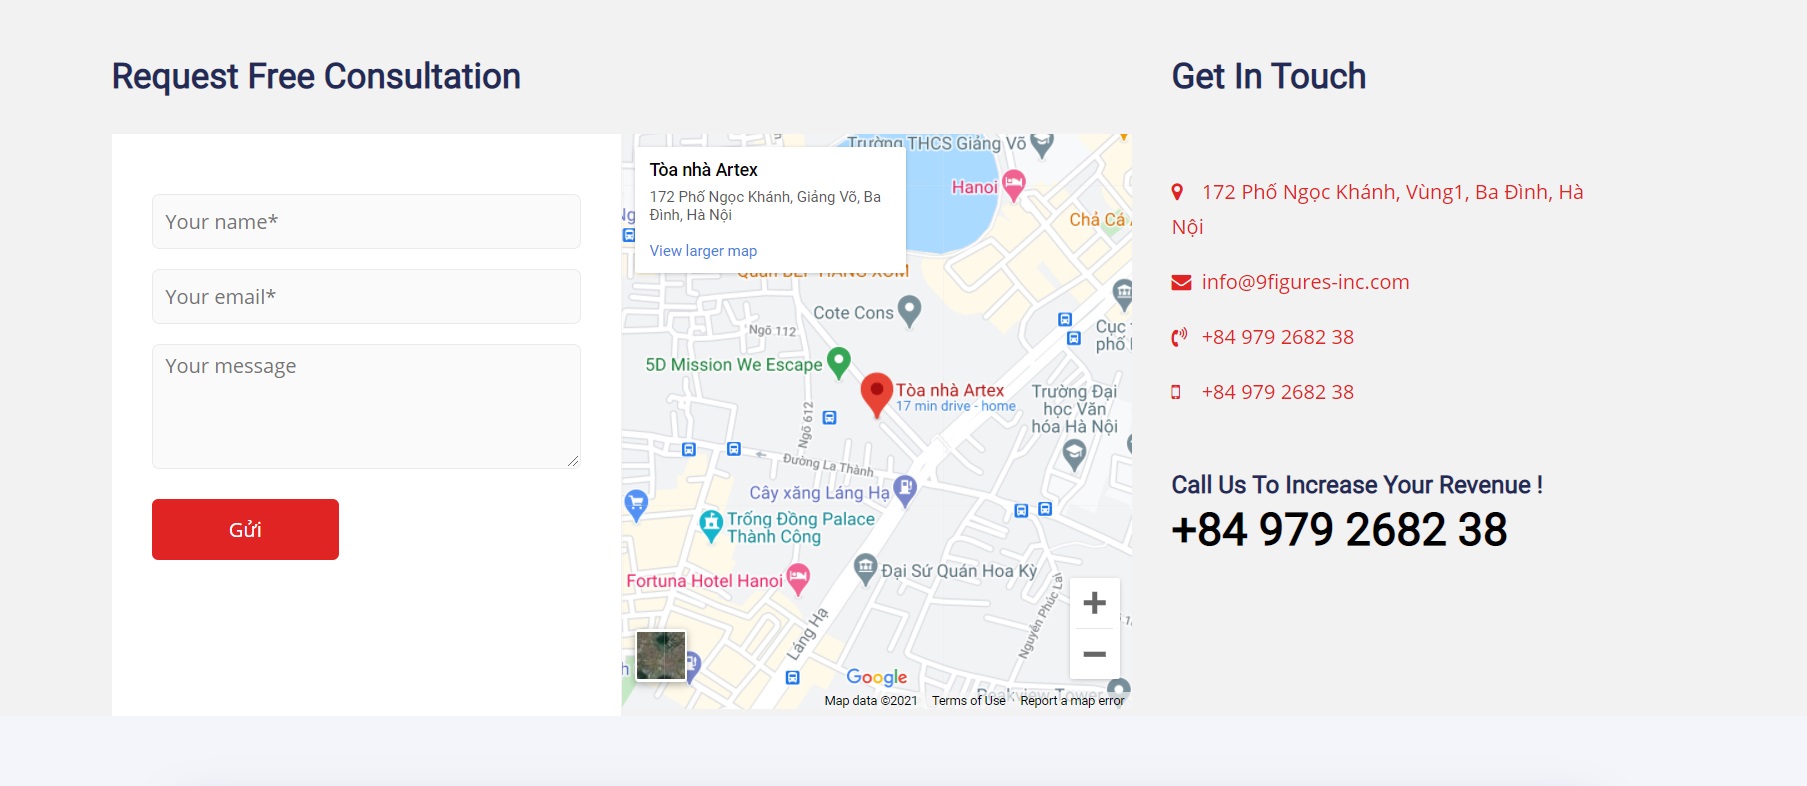 Request Free Consultation
Your name*
Your email*
Your message
Gửi
Tòa nhà Artex
172 Phố Ngọc Khánh, Giảng Võ, Ba
Đình, Hà Nội
View larger map
Trường THCS Giảng Võ
Hanoi
Chả Cá
Cote Cons
Ngõ 112
Cục
phố
5D Mission We Escape
Tòa nhà Artex
17 min drive - home
Trường Đại
học Văn
hóa Hà Nội
Ngõ 612
Đường La Thành
Cây xăng Láng Hạ
Trống Đồng Palace
Thành Công
Đại Sứ Quán Hoa Kỳ
Fortuna Hotel Hanoi
Láng Hạ
Nguyên Phúc Lai
Google
Map data ©2021 Terms of Use Report a map error
Get In Touch
172 Phố Ngọc Khánh, Vùng1, Ba Đình, Hà
Nội
info@9figures-inc.com
+84 979 2682 38
+84 979 2682 38
Call Us To Increase Your Revenue !
+84 979 2682 38